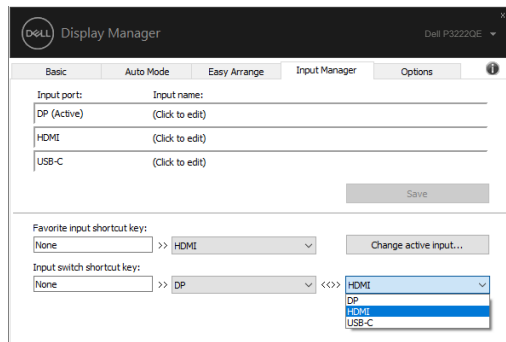 x
DELL Display Manager Dell P3222QE
Basic Auto Mode Easy Arrange Input Manager Options i
Input port: Input name:
DP (Active) (Click to edit)
HDMI (Click to edit)
USB-C (Click to edit)
Save
Favorite input shortcut key:
None >> HDMI Change active input...
Input switch shortcut key:
None >> DP <<>> HDMI
DP
HDMI
USB-C